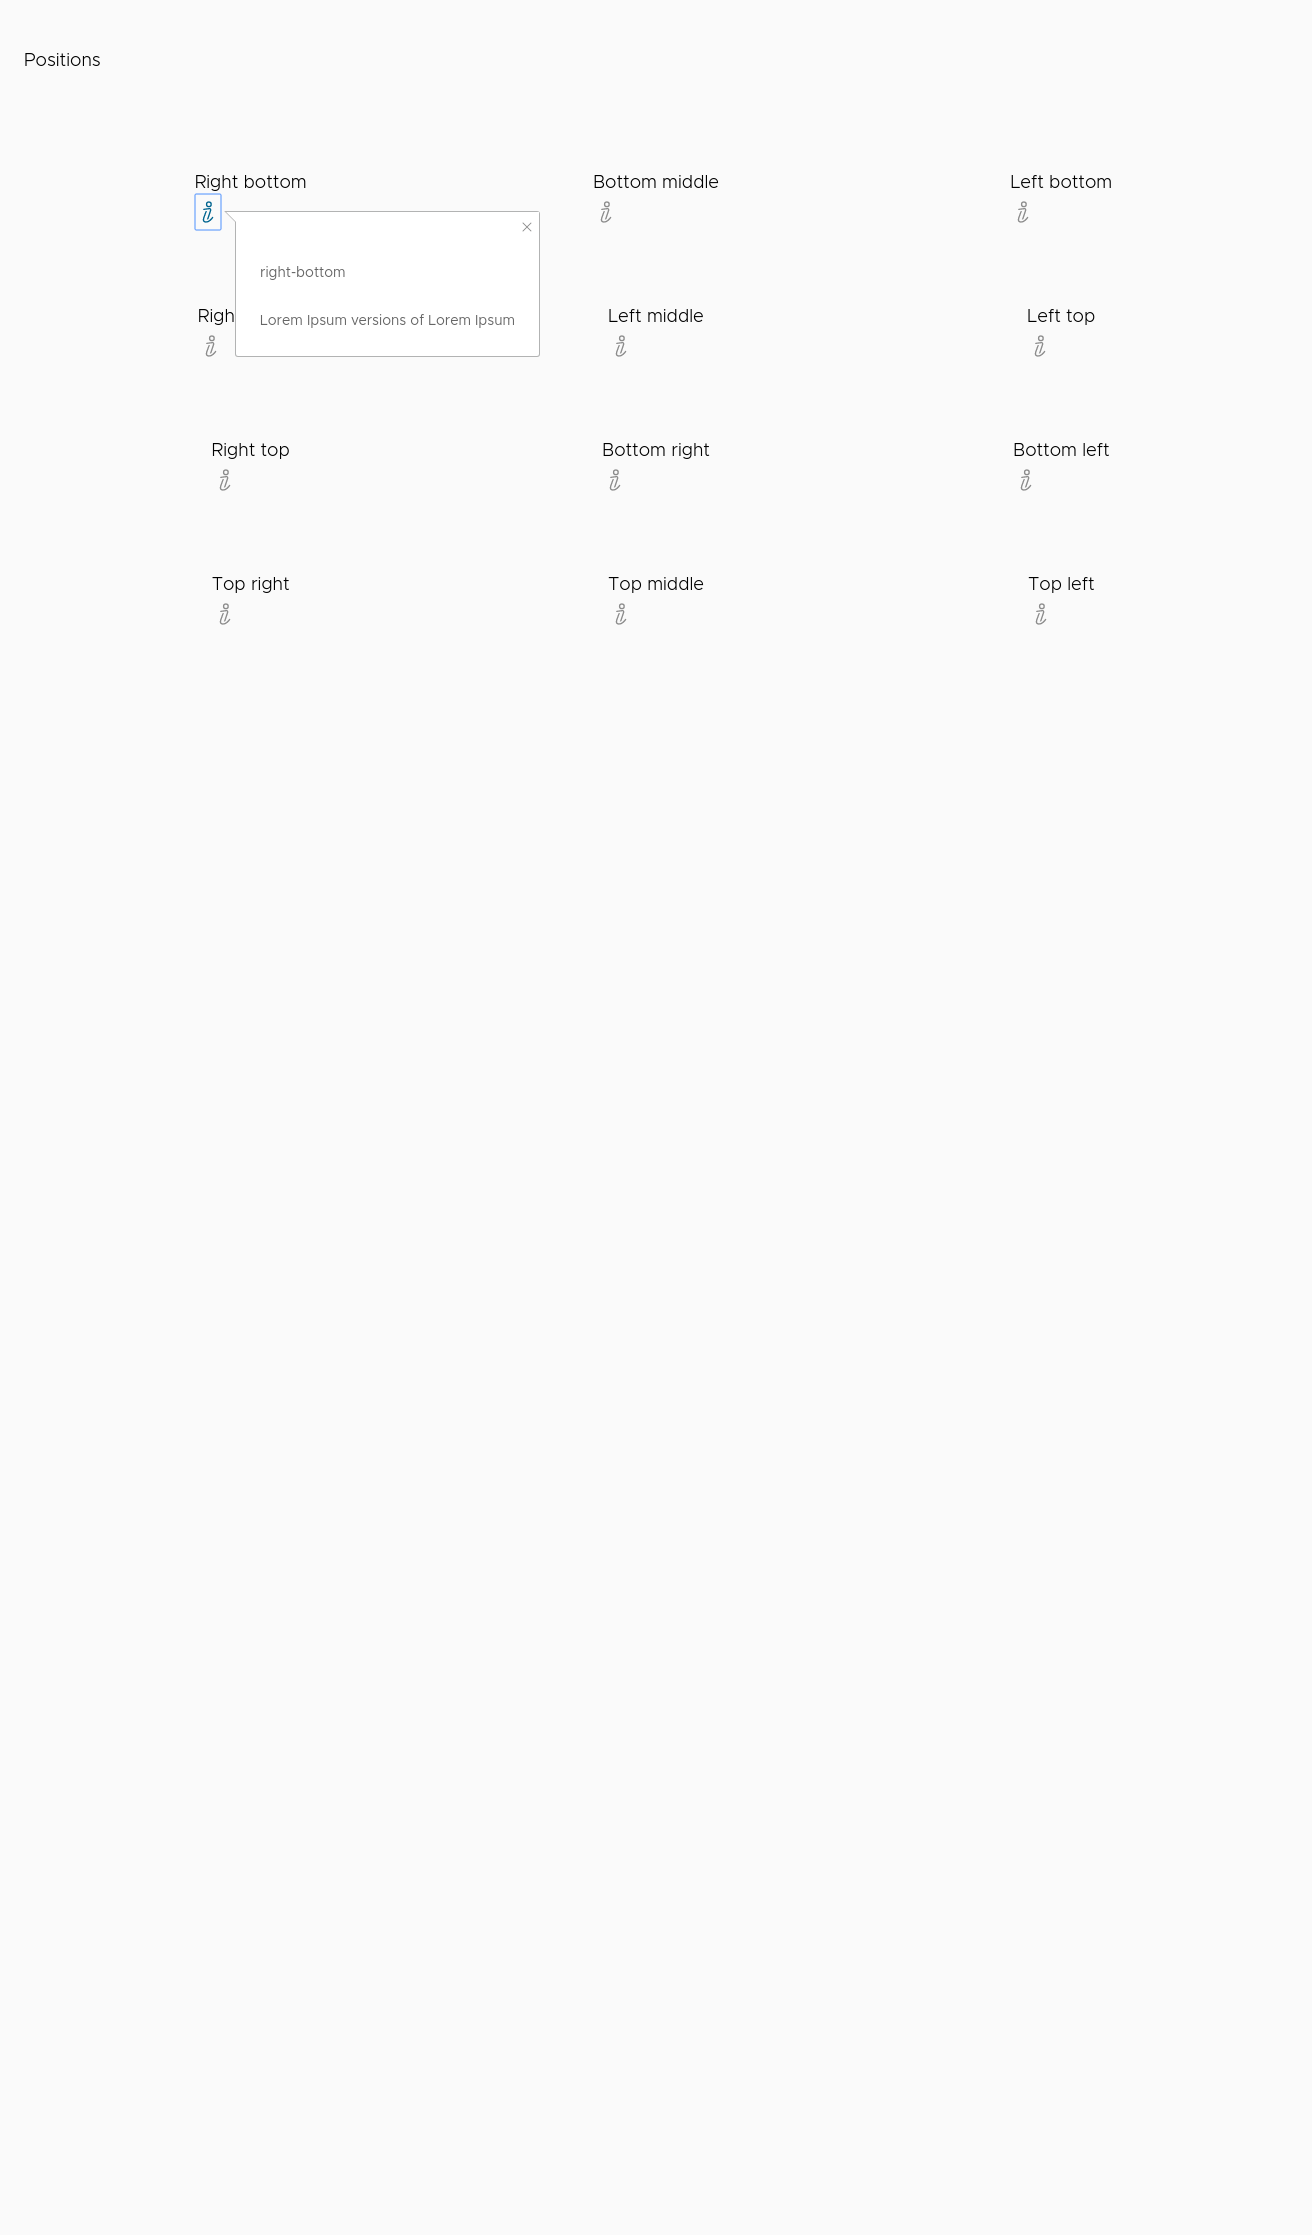 Positions
Right bottom
Bottom middle
Left bottom
right-bottom
Lorem Ipsum versions of Lorem Ipsum
Left middle
Left top
Right top
Bottom right
Bottom left
Top right
Top middle
Top left